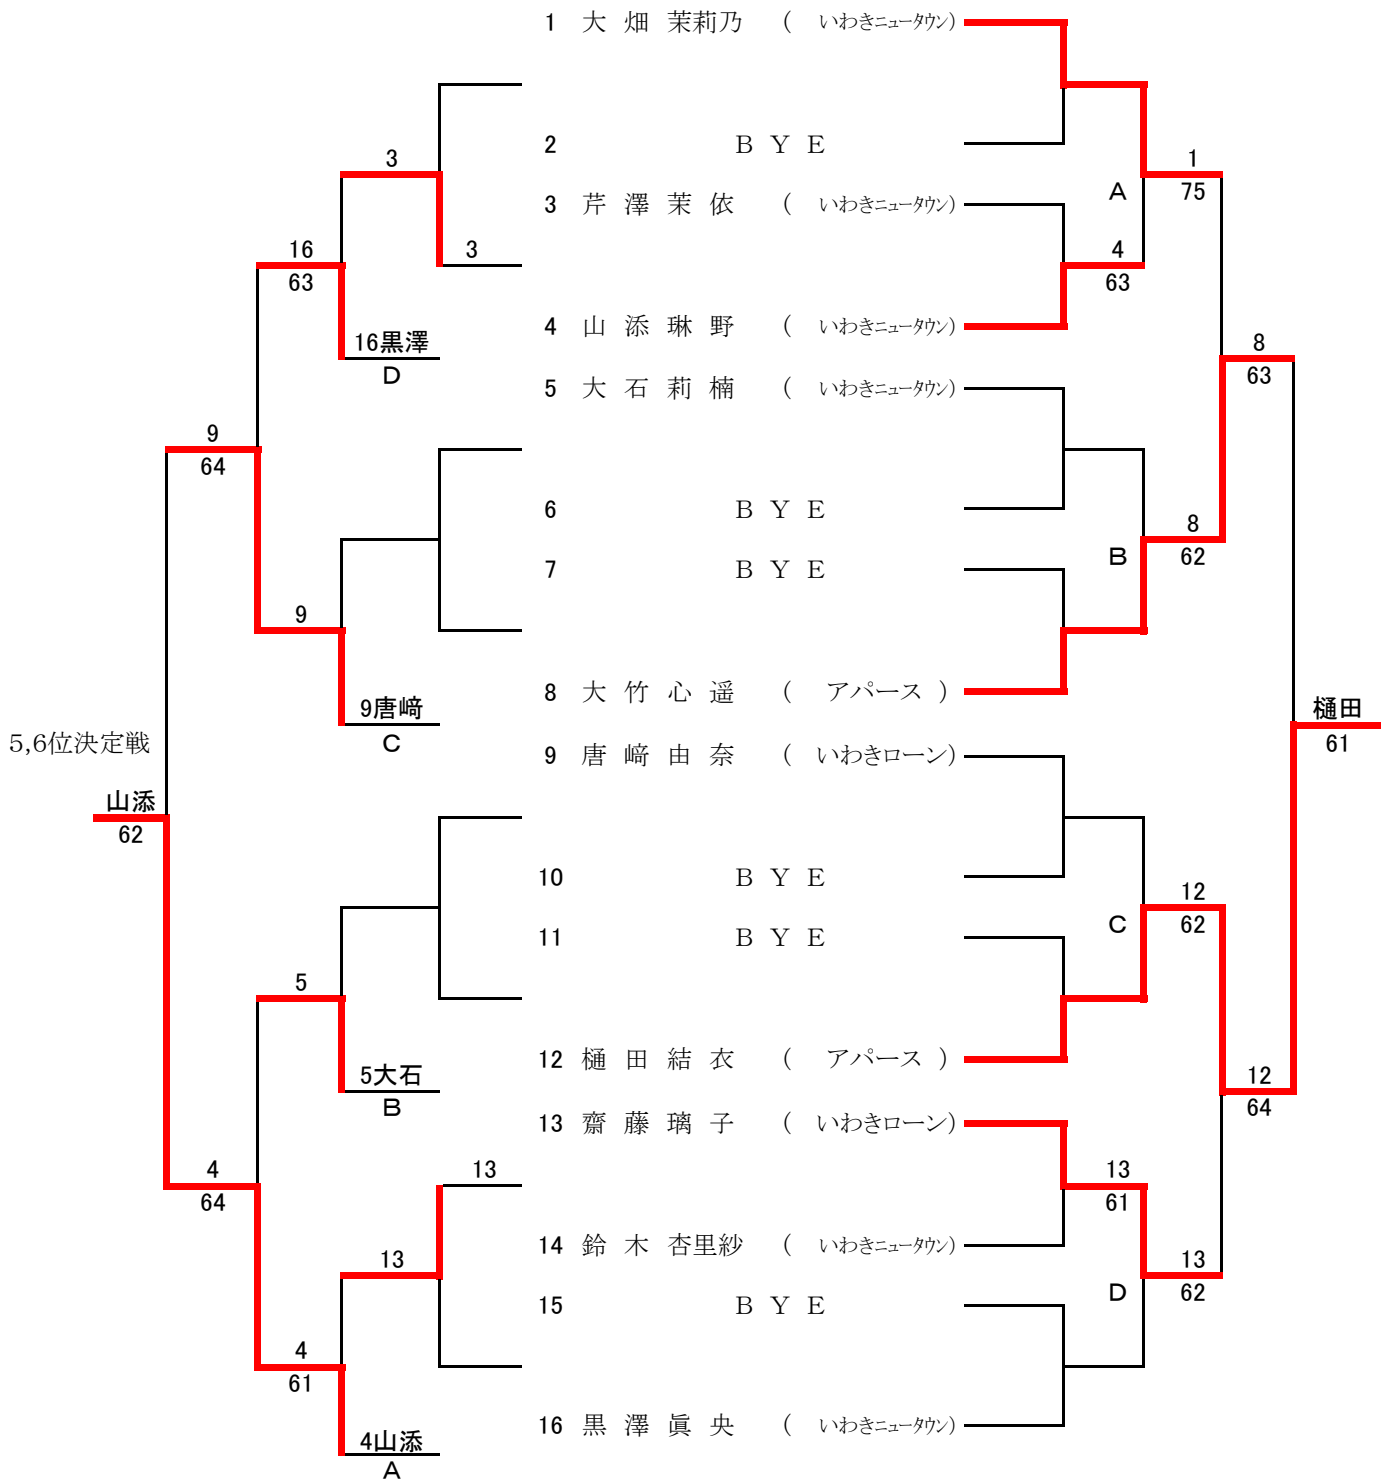 1 大 畑 茉莉乃 ( いわきニュータウン)
2 B Y E
3
1
A
75
3 芹 澤 茉 依 ( いわきニュータウン)
16
3
4
63
63
4 山 添 琳 野 ( いわきニュータウン)
16黒澤
8
D
63
5 大 石 莉 楠 ( いわきニュータウン)
9
64
6 B Y E
8
B
62
7 B Y E
9
8 大 竹 心 遥 ( アパース )
9唐﨑
樋田
C
61
5,6位決定戦
9 唐 﨑 由 奈 ( いわきローン)
山添
62
10 B Y E
12
C
62
11 B Y E
5
12 樋 田 結 衣 ( アパース )
5大石
12
B
64
13 齋 藤 璃 子 ( いわきローン)
4
13
13
64
61
14 鈴 木 杏里紗 ( いわきニュータウン)
13
13
D
62
15 B Y E
4
61
16 黒 澤 眞 央 ( いわきニュータウン)
4山添
A